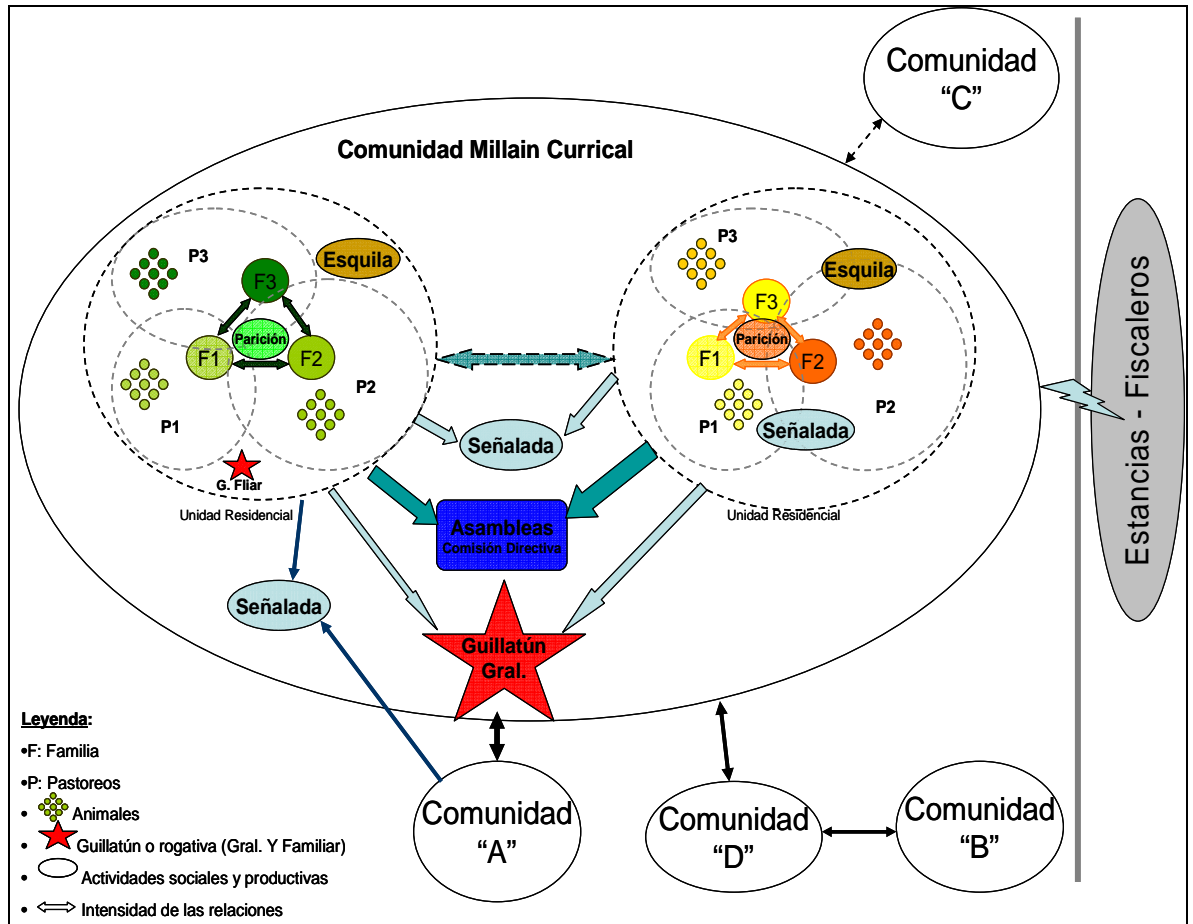 Comunidad
“C”
Comunidad Millain Currical
P3
Esquila
F3
Parición
F1
F2
P2
P1
G. Fliar
Unidad Residencial
P3
Esquila
F3
Parición
F1
F2
P2
P1
Señalada
Unidad Residencial
Señalada
Asambleas
Comisión Directiva
Señalada
Guillatún
Gral.
Estancias - Fiscaleros
Comunidad
“A”
Comunidad
“D”
Comunidad
“B”
Leyenda:
•F: Familia
•P: Pastoreos
• Animales
• Guillatún o rogativa (Gral. Y Familiar)
• Actividades sociales y productivas
• Intensidad de las relaciones